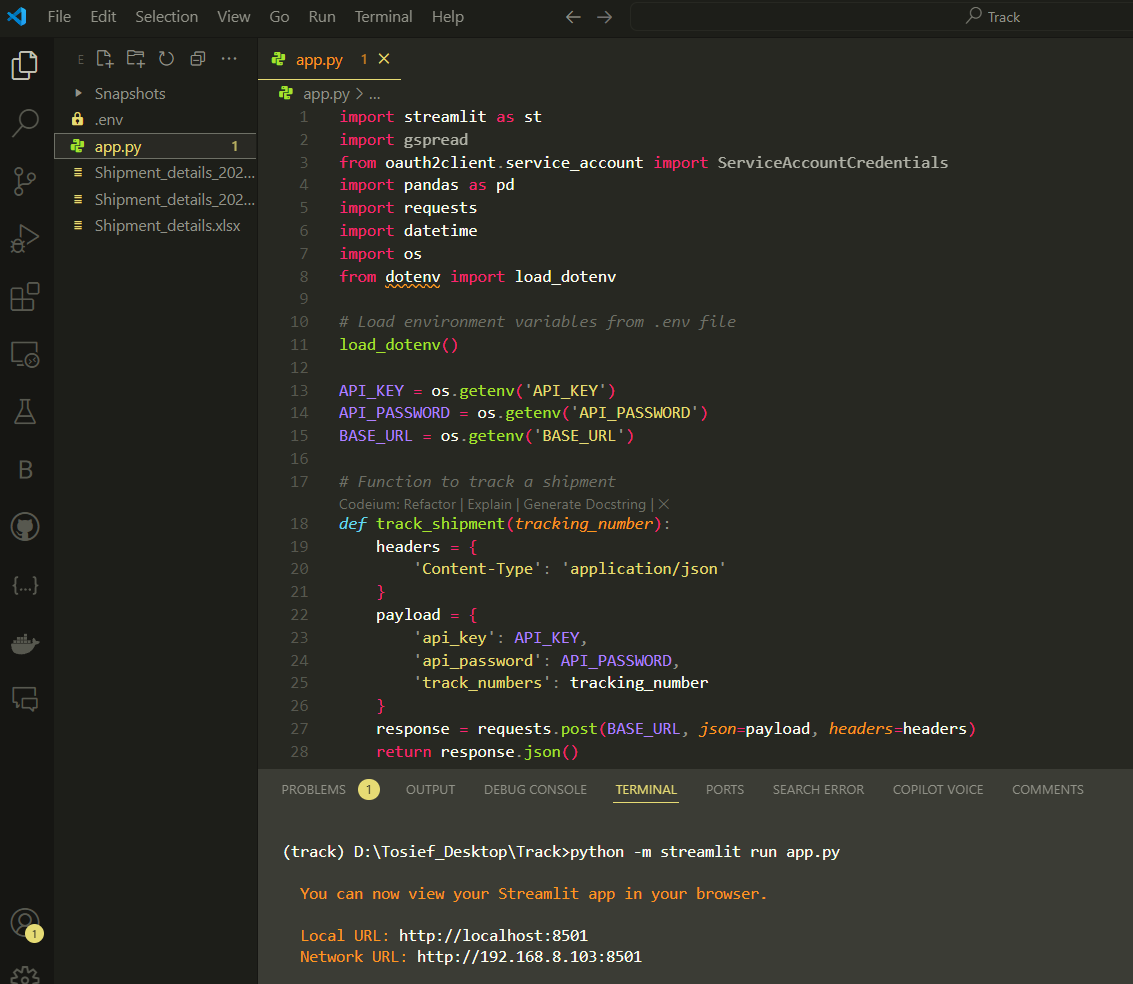 File Edit Selection View Go Run Terminal Help
Track
E
app.py 1
Snapshots
.env
app.py 1
Shipment_details_202...
Shipment_details_202...
Shipment_details.xlsx
app.py > ...
1 import streamlit as st
2 import gspread
3 from oauth2client.service_account import ServiceAccountCredentials
4 import pandas as pd
5 import requests
6 import datetime
7 import os
8 from dotenv import load_dotenv
9
10 # Load environment variables from .env file
11 load_dotenv()
12
13 API_KEY = os.getenv('API_KEY')
14 API_PASSWORD = os.getenv('API_PASSWORD')
15 BASE_URL = os.getenv('BASE_URL')
16
17 # Function to track a shipment
Codeium: Refactor | Explain | Generate Docstring | ×
18 def track_shipment(tracking_number):
19 headers = {
20 'Content-Type': 'application/json'
21 }
22 payload = {
23 'api_key': API_KEY,
24 'api_password': API_PASSWORD,
25 'track_numbers': tracking_number
26 }
27 response = requests.post(BASE_URL, json=payload, headers=headers)
28 return response.json()
B
{...}
1
PROBLEMS 1 OUTPUT DEBUG CONSOLE TERMINAL PORTS SEARCH ERROR COPILOT VOICE COMMENTS
(track) D:\Tosief_Desktop\Track>python -m streamlit run app.py
You can now view your Streamlit app in your browser.
Local URL: http://localhost:8501
Network URL: http://192.168.8.103:8501